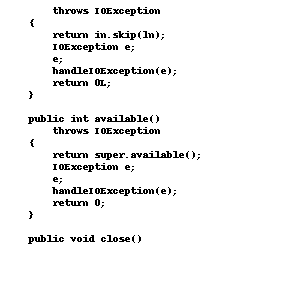 throws IOException
{
return in.skip(ln);
IOException e;
e;
handleIOException(e);
return 0L;
}
public int available()
throws IOException
{
return super.available();
IOException e;
e;
handleIOException(e);
return 0;
}
public void close()